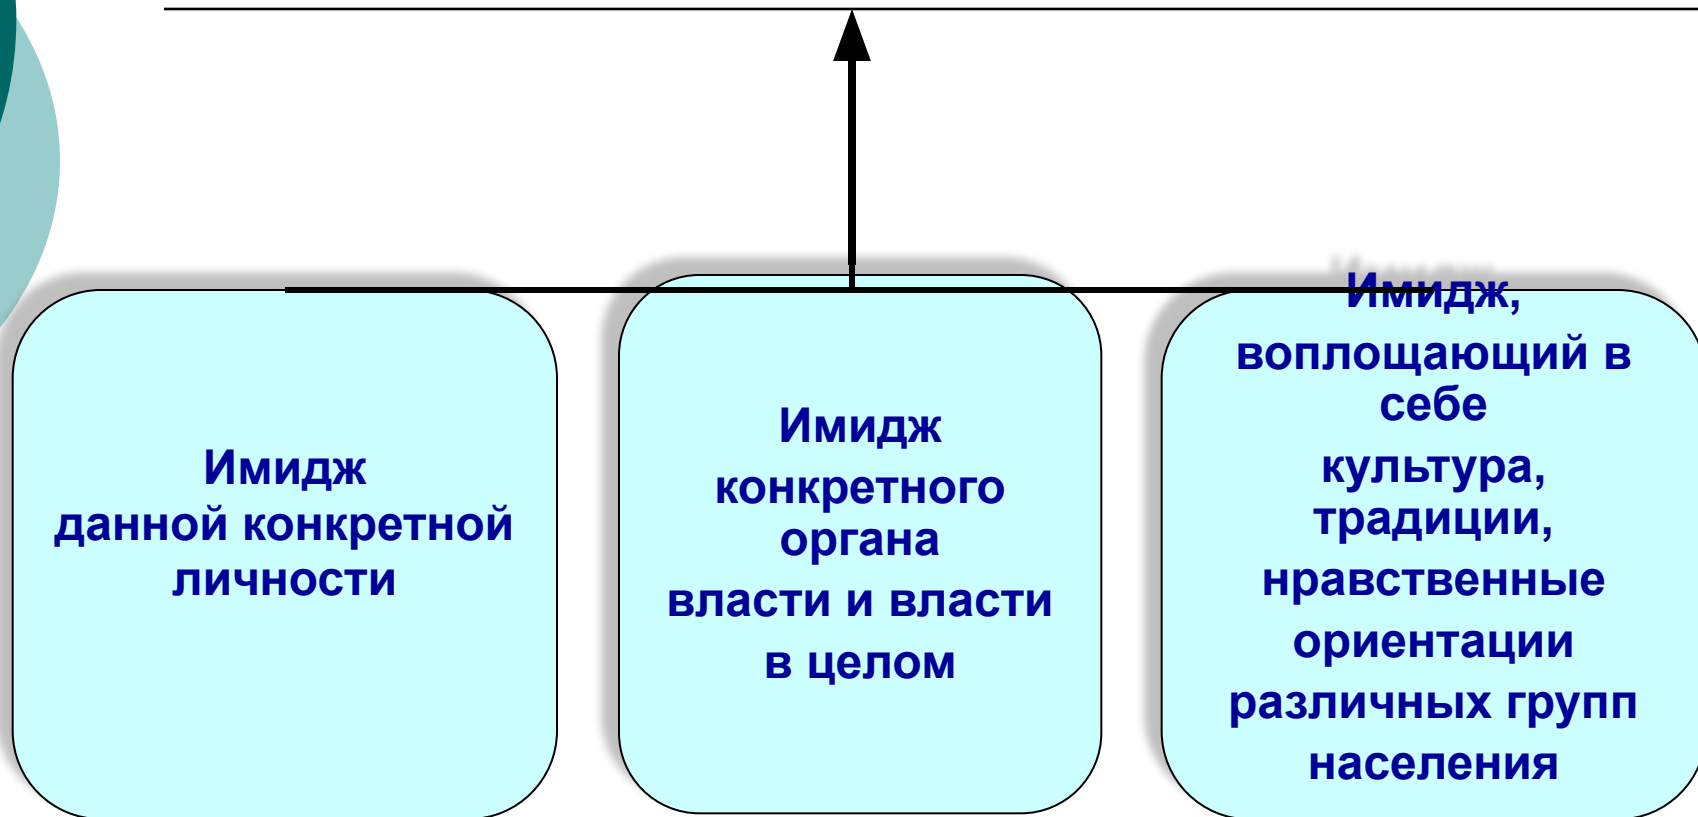 Имидж
данной конкретной
личности
Имидж
конкретного
органа
власти и власти
в целом
Имидж,
воплощающий в
себе
культура,
традиции,
нравственные
ориентации
различных групп
населения